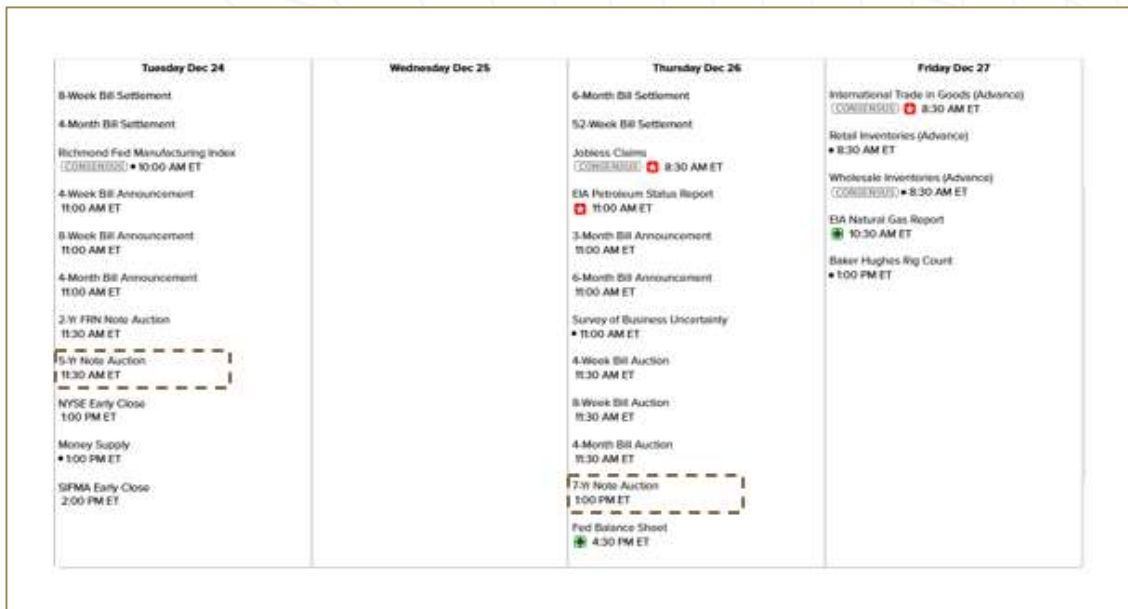 Tuesday Dec 24
8-Week Bill Settlement
4-Month Bill Settlement
Richmond Fed Manufacturing Index
CONSENSUS • 10:00 AM ET
4-Week Bill Announcement
11:00 AM ET
8-Week Bill Announcement
11:00 AM ET
4-Month Bill Announcement
11:00 AM ET
2-Yr FRN Note Auction
11:30 AM ET
5-Yr Note Auction
11:30 AM ET
NYSE Early Close
1:00 PM ET
Money Supply
• 1:00 PM ET
SIFMA Early Close
2:00 PM ET
Wednesday Dec 25
Thursday Dec 26
6-Month Bill Settlement
52-Week Bill Settlement
Jobless Claims
CONSENSUS 8:30 AM ET
EIA Petroleum Status Report
11:00 AM ET
3-Month Bill Announcement
11:00 AM ET
6-Month Bill Announcement
11:00 AM ET
Survey of Business Uncertainty
• 11:00 AM ET
4-Week Bill Auction
11:30 AM ET
8-Week Bill Auction
11:30 AM ET
4-Month Bill Auction
11:30 AM ET
7-Yr Note Auction
1:00 PM ET
Fed Balance Sheet
4:30 PM ET
Friday Dec 27
International Trade in Goods (Advance)
CONSENSUS 8:30 AM ET
Retail Inventories (Advance)
• 8:30 AM ET
Wholesale Inventories (Advance)
CONSENSUS • 8:30 AM ET
EIA Natural Gas Report
10:30 AM ET
Baker Hughes Rig Count
• 1:00 PM ET